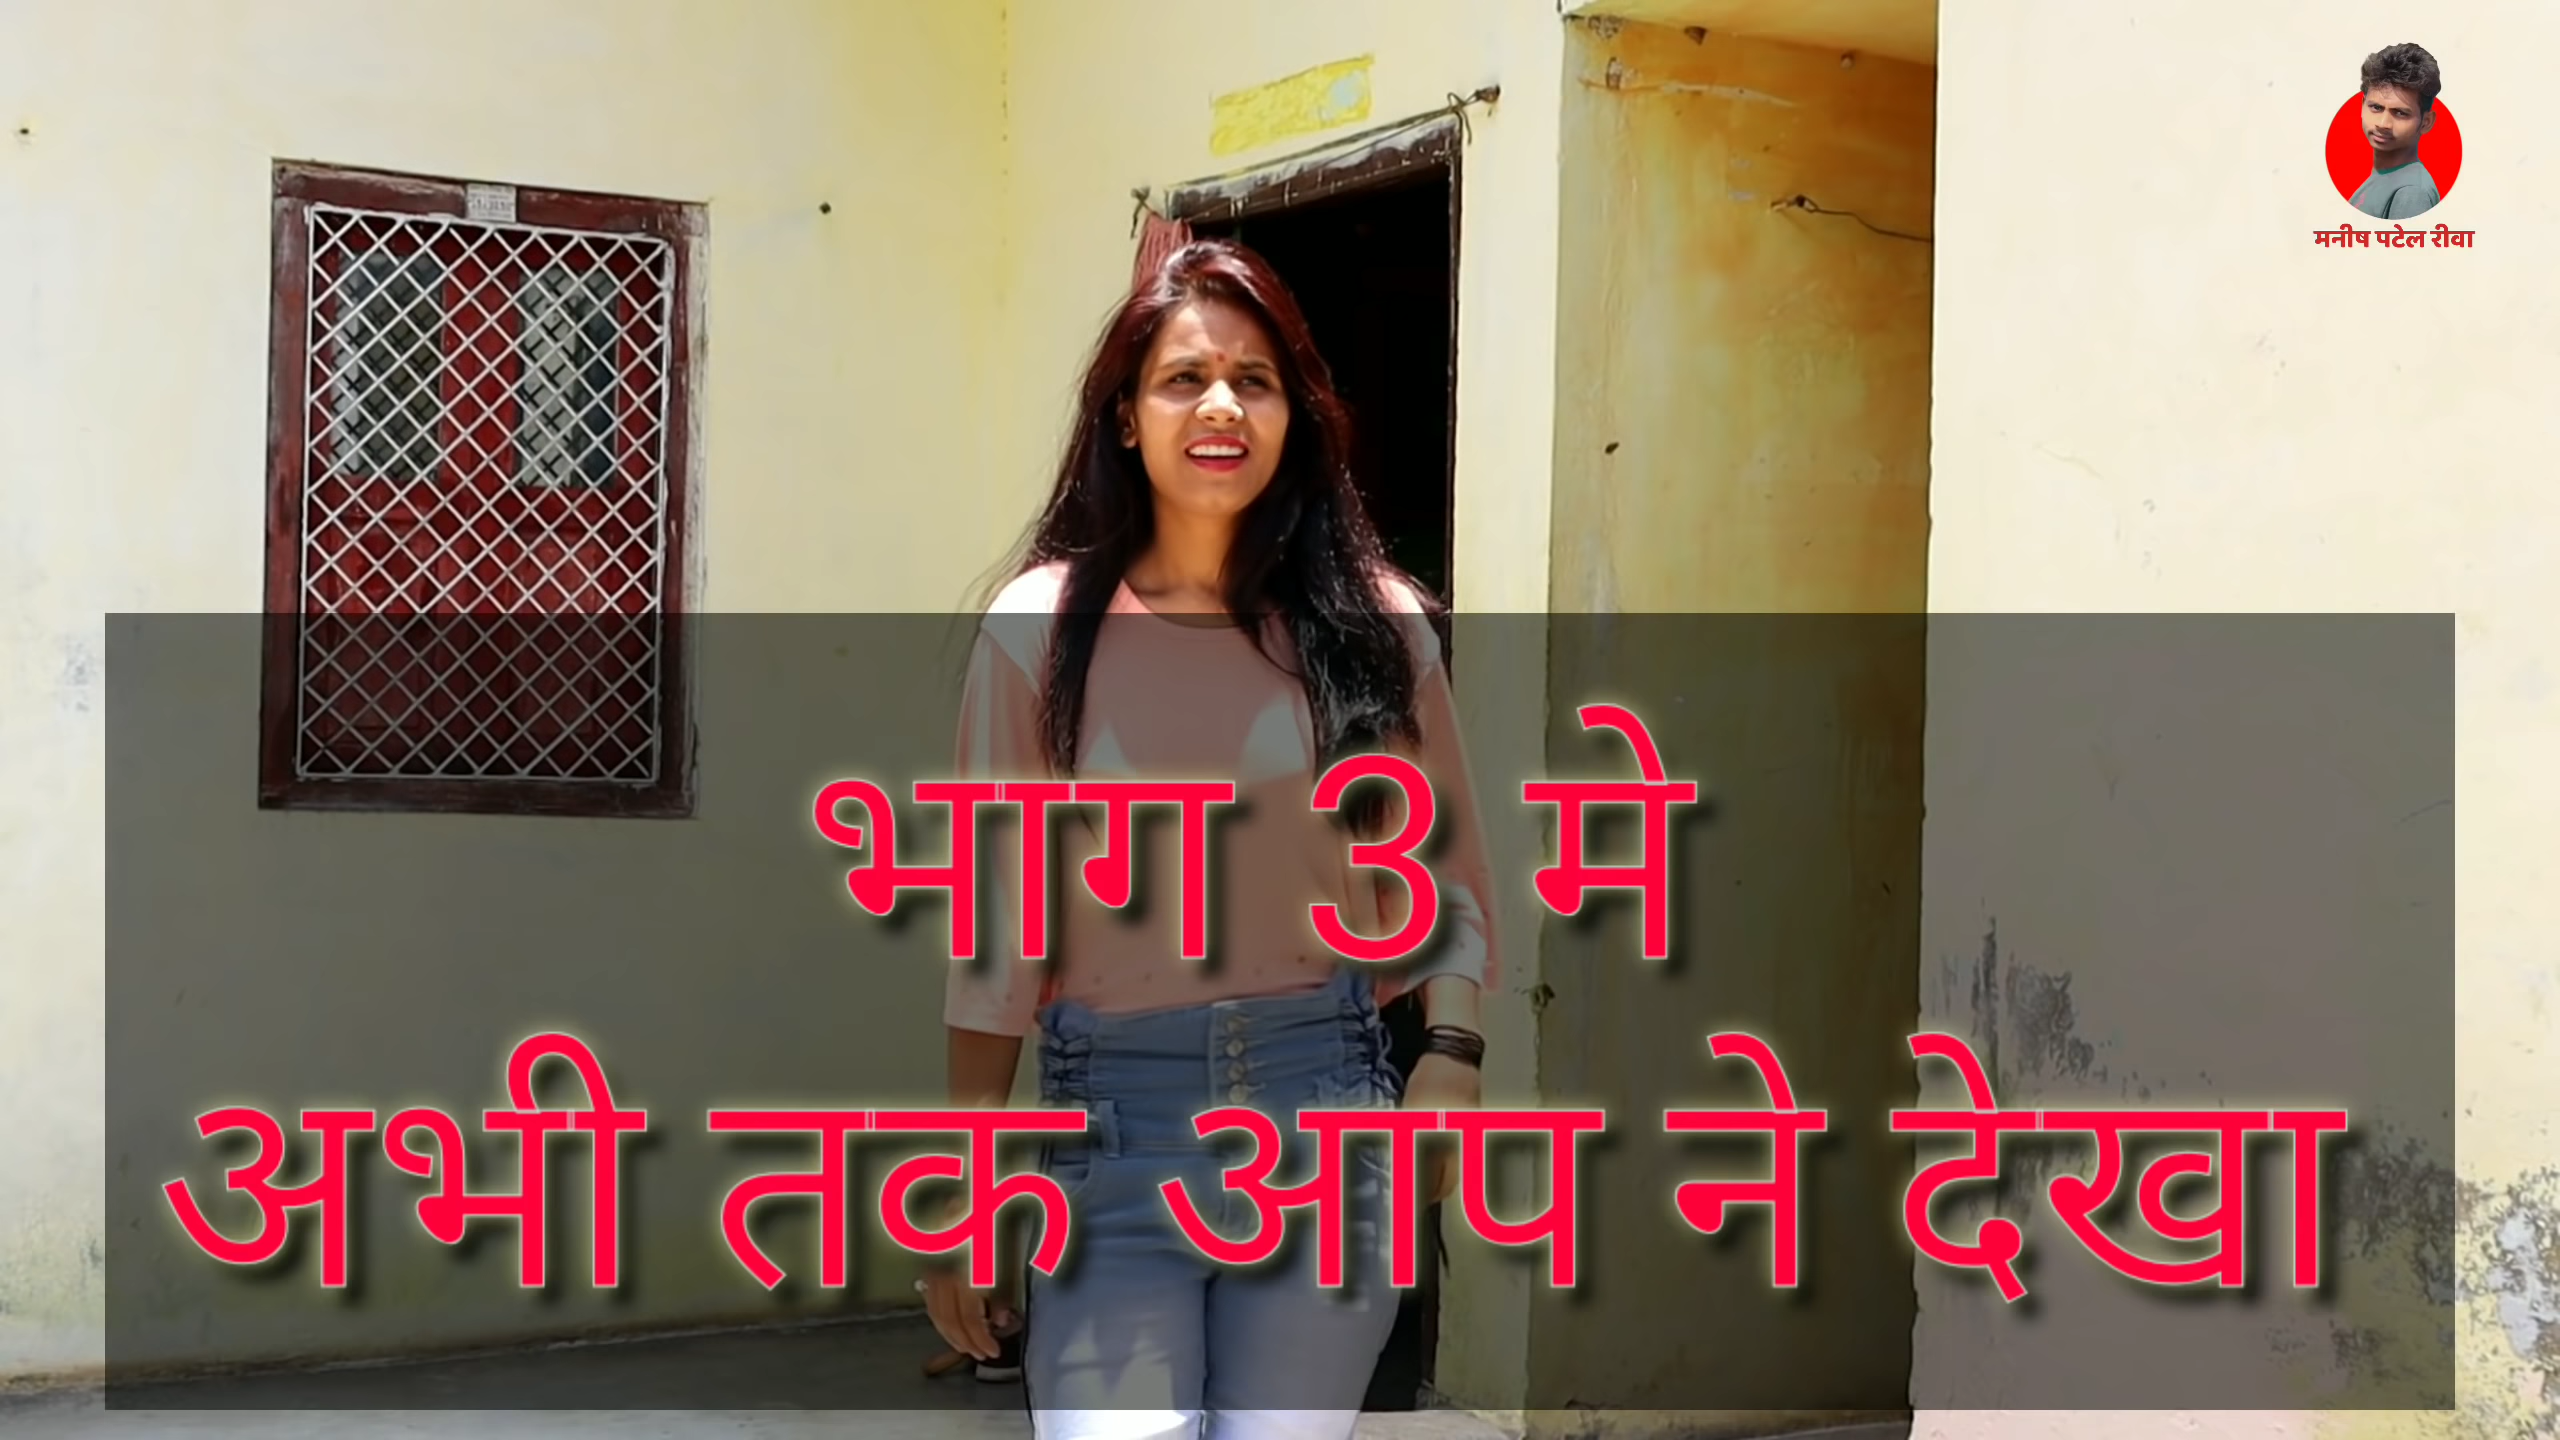 मनीष पटेल रीवा
भाग 3 मे
अभी तक आप ने देखा